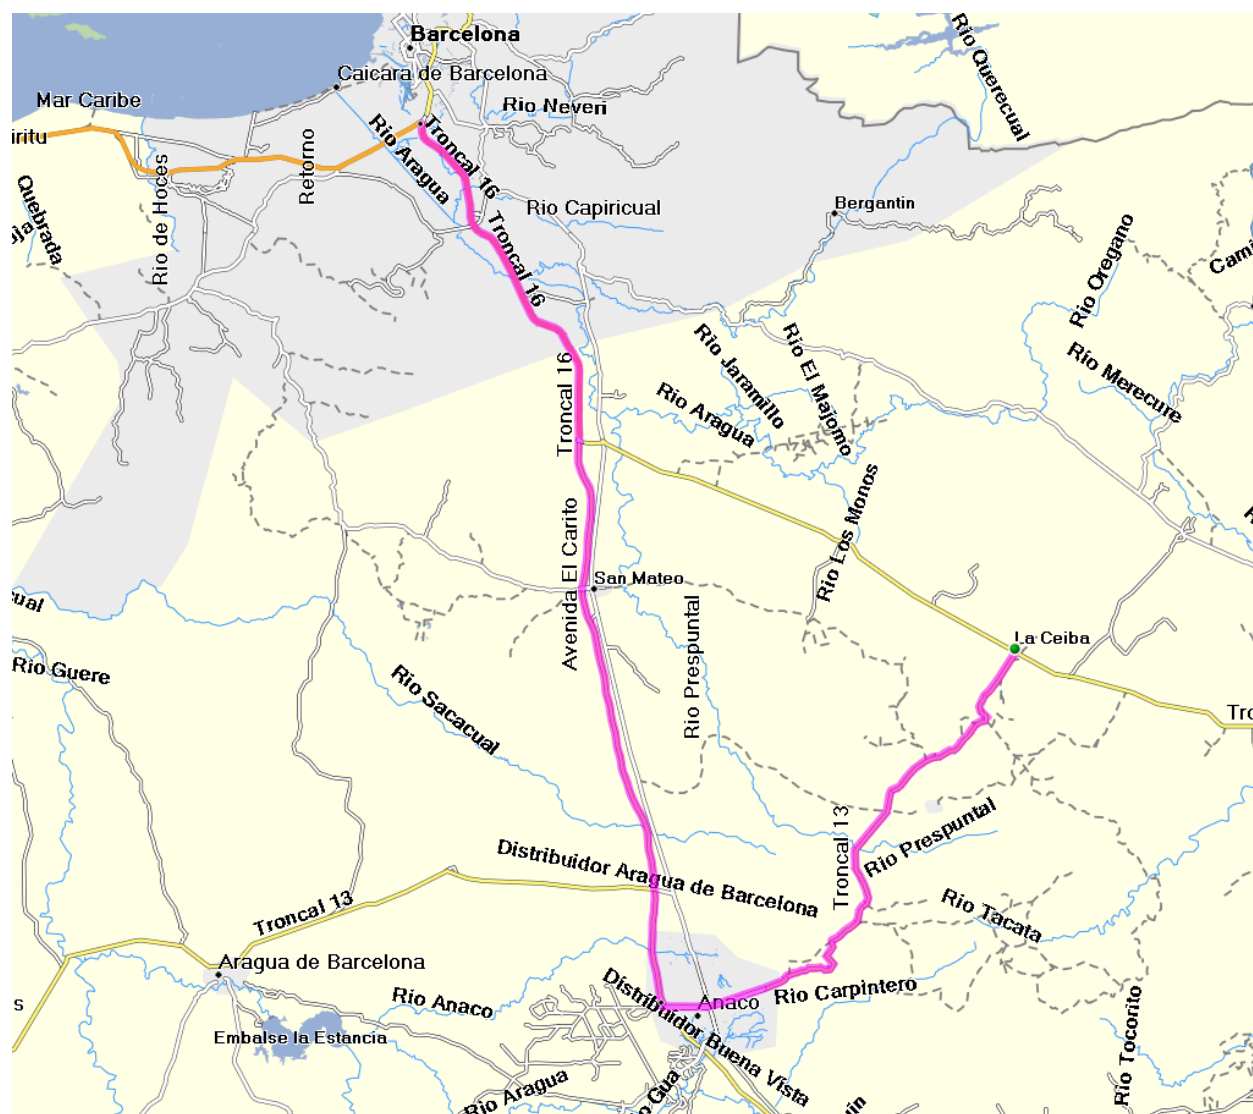 Barcelona
Caicara de Barcelona
Mar Caribe
Rio Neveri
Rio Querecual
iritu
Retorno
Rio Aragua
Troncal 16
Rio de Hoces
Quebrada
Rio Capiricual
Bergantin
Troncal 16
Rio Oregano
Cami
Rio Jaramillo
Rio El Majomo
Rio Merecure
Troncal 16
Rio Aragua
Rio Los Monos
Avenida El Carito
San Mateo
Rio Prespuntal
ual
La Ceiba
Rio Guere
Rio Sacacual
Tro
Troncal 13
Rio Prespuntal
Distribuidor Aragua de Barcelona
Troncal 13
Rio Tacata
Aragua de Barcelona
s
Rio Anaco
Distribuidor Buena Vista
Anaco
Rio Carpintero
Rio Tocorito
Embalse la Estancia
Rio Aragua
o Gua